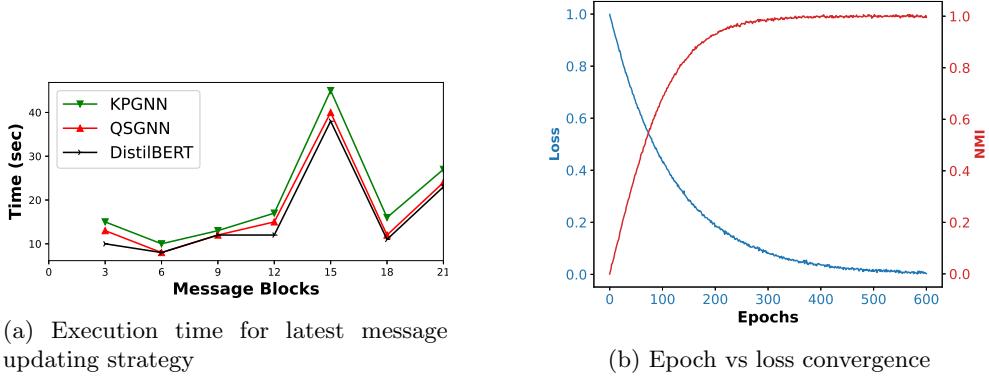 KPGNN
QSGNN
DistilBERT
Time (sec)
40
30
20
10
0 3 6 9 12 15 18 21
Message Blocks
(a) Execution time for latest message
updating strategy
1.0
0.8
0.6
0.4
0.2
0.0
Loss
1.0
0.8
0.6
0.4
0.2
0.0
NMI
0 100 200 300 400 500 600
Epochs
(b) Epoch vs loss convergence